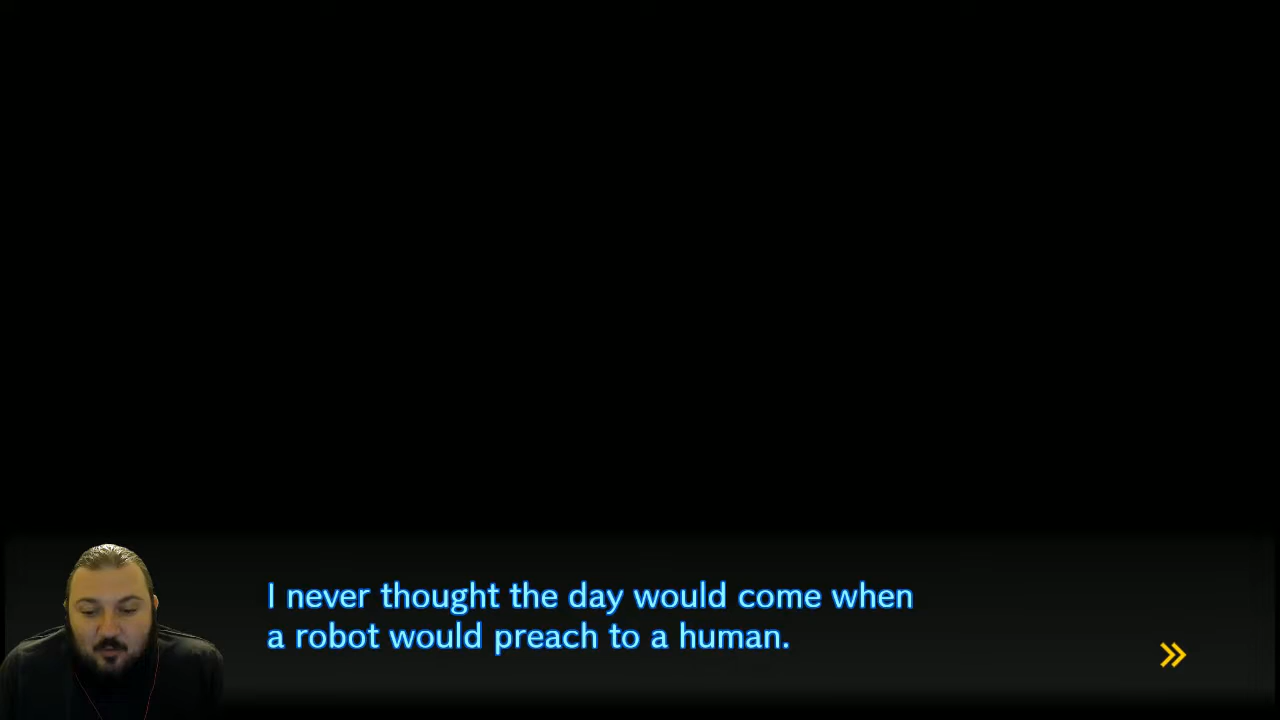 I never thought the day would come when
a robot would preach to a human.